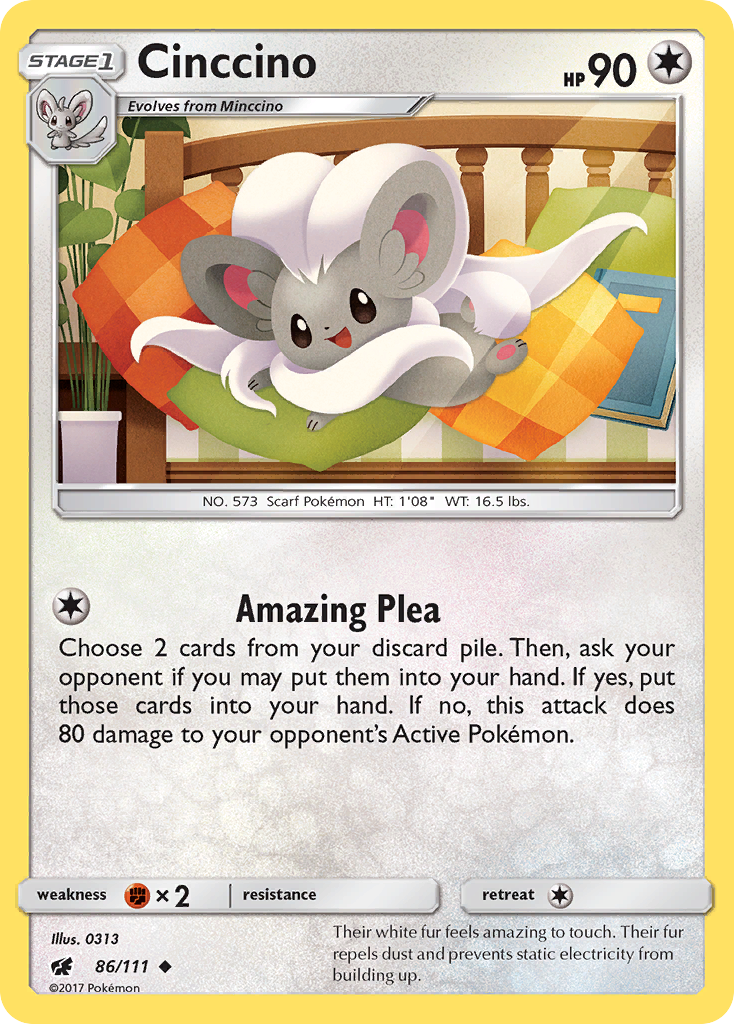 STAGE1
Cinccino
HP90
Evolves from Minccino
NO. 573 Scarf Pokémon HT: 1'08" WT: 16.5 lbs.
Amazing Plea
Choose 2 cards from your discard pile. Then, ask your
opponent if you may put them into your hand. If yes, put
those cards into your hand. If no, this attack does
80 damage to your opponent's Active Pokémon.
weakness ×2 resistance retreat
Illus. 0313
86/111
©2017 Pokémon
Their white fur feels amazing to touch. Their fur
repels dust and prevents static electricity from
building up.